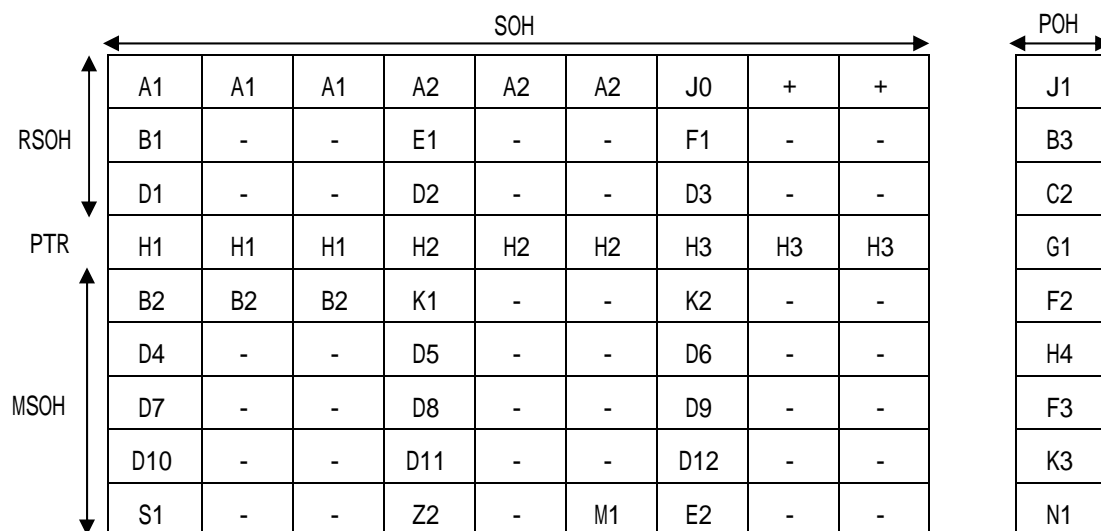 SOH POH
A1 A1 A1 A2 A2 A2 J0 + + J1
RSOH B1 - - E1 - - F1 - - B3
D1 - - D2 - - D3 - - C2
PTR H1 H1 H1 H2 H2 H2 H3 H3 H3 G1
B2 B2 B2 K1 - - K2 - - F2
D4 - - D5 - - D6 - - H4
MSOH D7 - - D8 - - D9 - - F3
D10 - - D11 - - D12 - - K3
S1 - - Z2 - M1 E2 - - N1